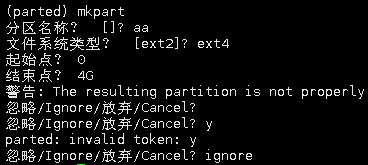 (parted) mkpart
分区名称？ []? aa
文件系统类型？ [ext2]? ext4
起始点？ 0
结束点？ 4G
警告: The resulting partition is not properly
忽略/Ignore/放弃/Cancel?
忽略/Ignore/放弃/Cancel? y
parted: invalid token: y
忽略/Ignore/放弃/Cancel? ignore